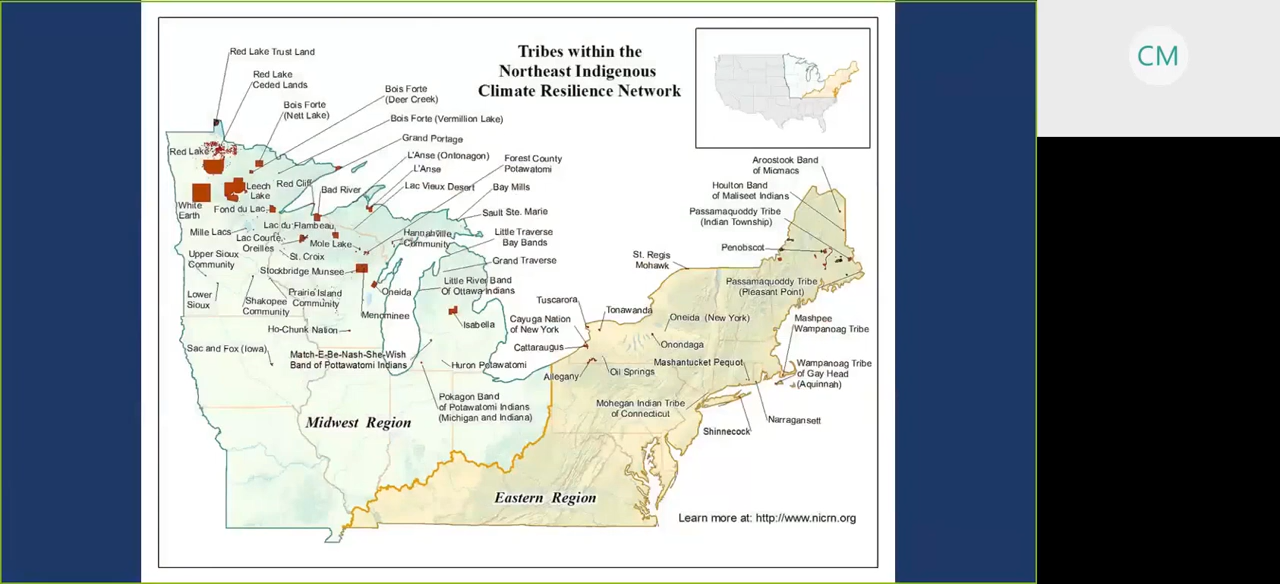 Tribes within the
Northeast Indigenous
Climate Resilience Network
CM
Red Lake Trust Land
Red Lake
Ceded Lands
Bois Forte
(Nett Lake)
Bois Forte
(Deer Creek)
Bois Forte (Vermillion Lake)
Grand Portage
L'Anse (Ontonagon)
L'Anse
Lac Vieux Desert
Forest County
Potawatomi
Bay Mills
Sault Ste. Marie
Little Traverse
Bay Bands
Grand Traverse
Little River Band
Of Ottawa Indians
Red Lake
Leech
Lake
Red Cliff
Bad River
White
Earth
Fond du Lac
Mille Lacs
Lac du Flambeau
Lac Courte
Oreilles
Mole Lake
Hannahville
Community
St. Croix
Upper Sioux
Community
Stockbridge Munsee
Lower
Sioux
Shakopee
Community
Prairie Island
Community
Oneida
Menominee
Isabella
Ho-Chunk Nation
Sac and Fox (Iowa)
Match-E-Be-Nash-She-Wish
Band of Pottawatomi Indians
Huron Potawatomi
Pokagon Band
of Potawatomi Indians
(Michigan and Indiana)
Midwest Region
Aroostook Band
of Micmacs
Houlton Band
of Maliseet Indians
Passamaquoddy Tribe
(Indian Township)
Penobscot
St. Regis
Mohawk
Passamaquoddy Tribe
(Pleasant Point)
Tuscarora
Tonawanda
Cayuga Nation
of New York
Oneida (New York)
Mashpee
Wampanoag Tribe
Cattaraugus
Onondaga
Mashantucket Pequot
Wampanoag Tribe
of Gay Head
(Aquinnah)
Allegany
Oil Springs
Mohegan Indian Tribe
of Connecticut
Narragansett
Shinnecock
Eastern Region
Learn more at: http://www.nicrn.org